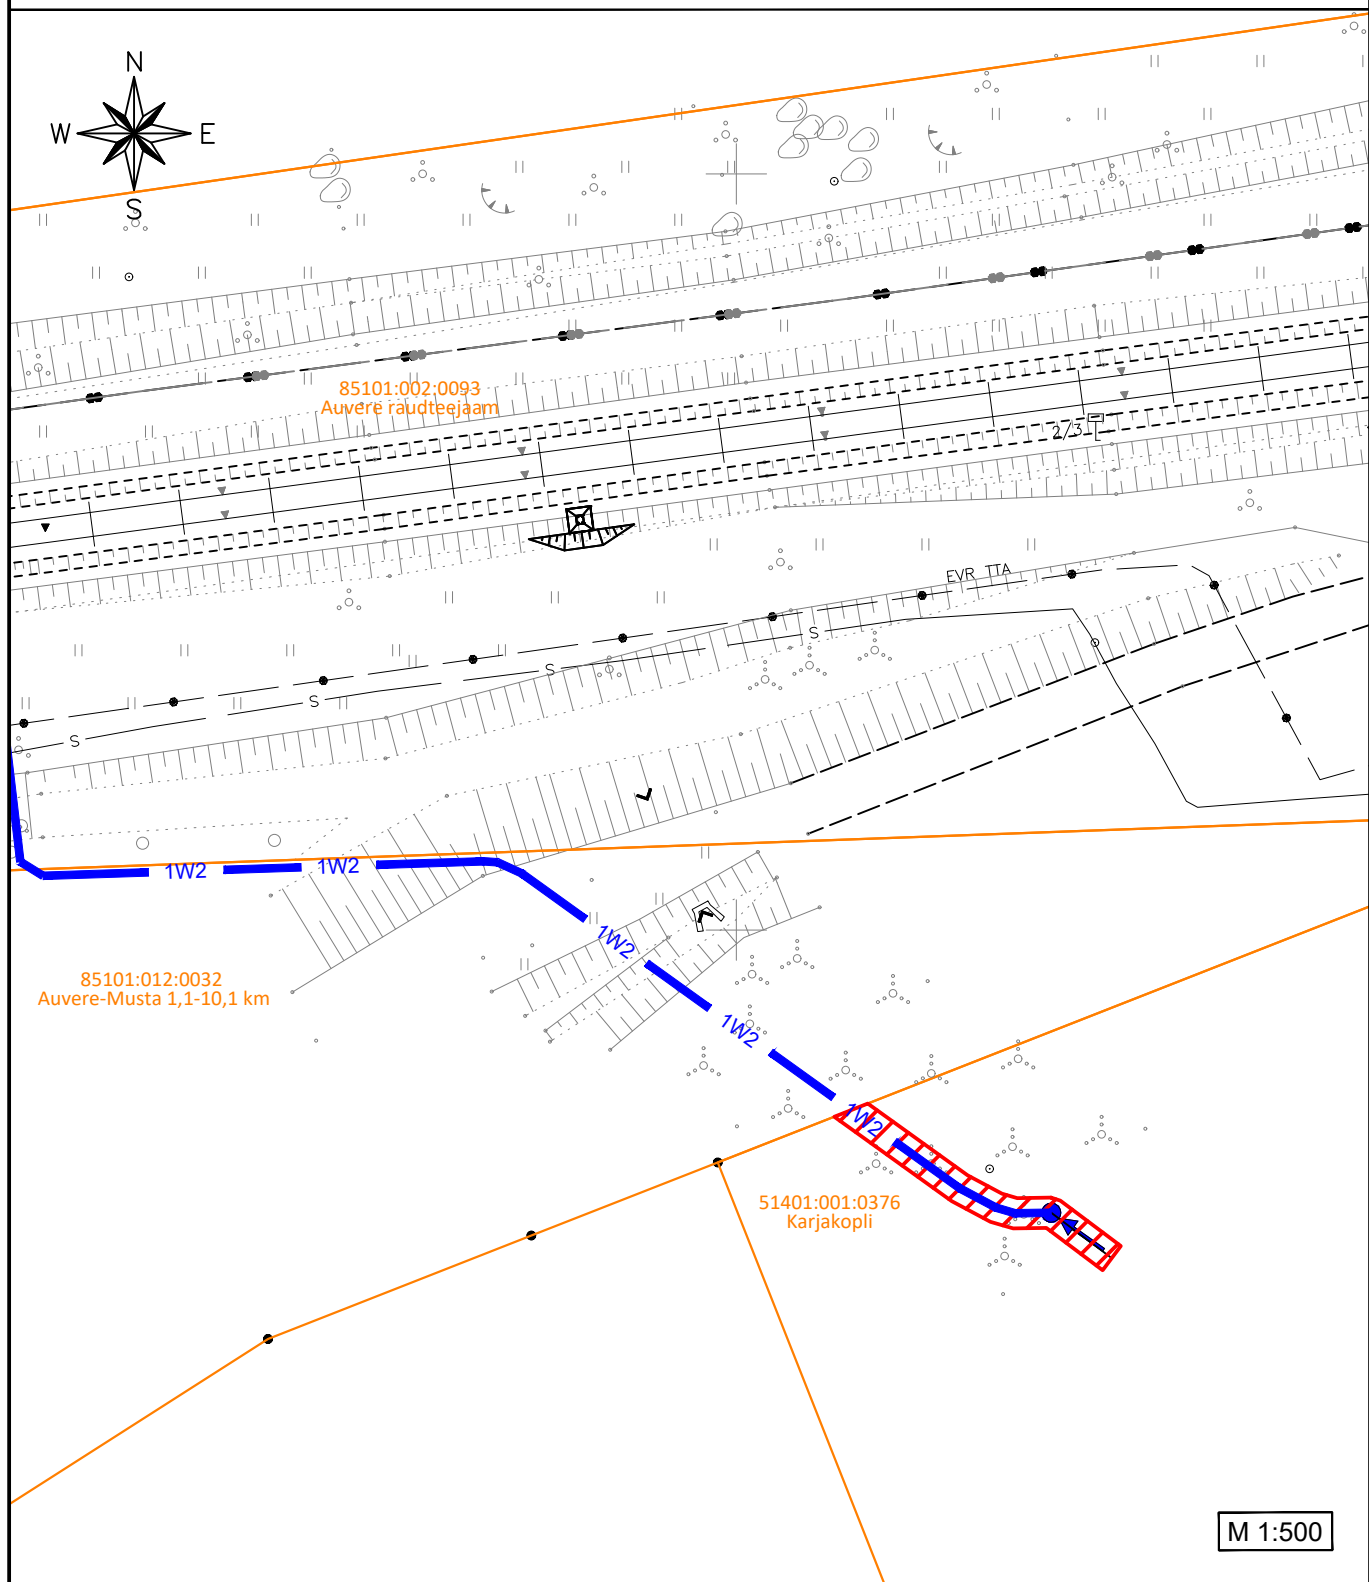 N
W E
S
85101:002:0093
Auvere raudteejaam
2/3
EVR TTA
S
S
S
S
1W2
1W2
1W2
85101:012:0032
Auvere-Musta 1,1-10,1 km
1W2
1W2
51401:001:0376
Karjakopli
M 1:500